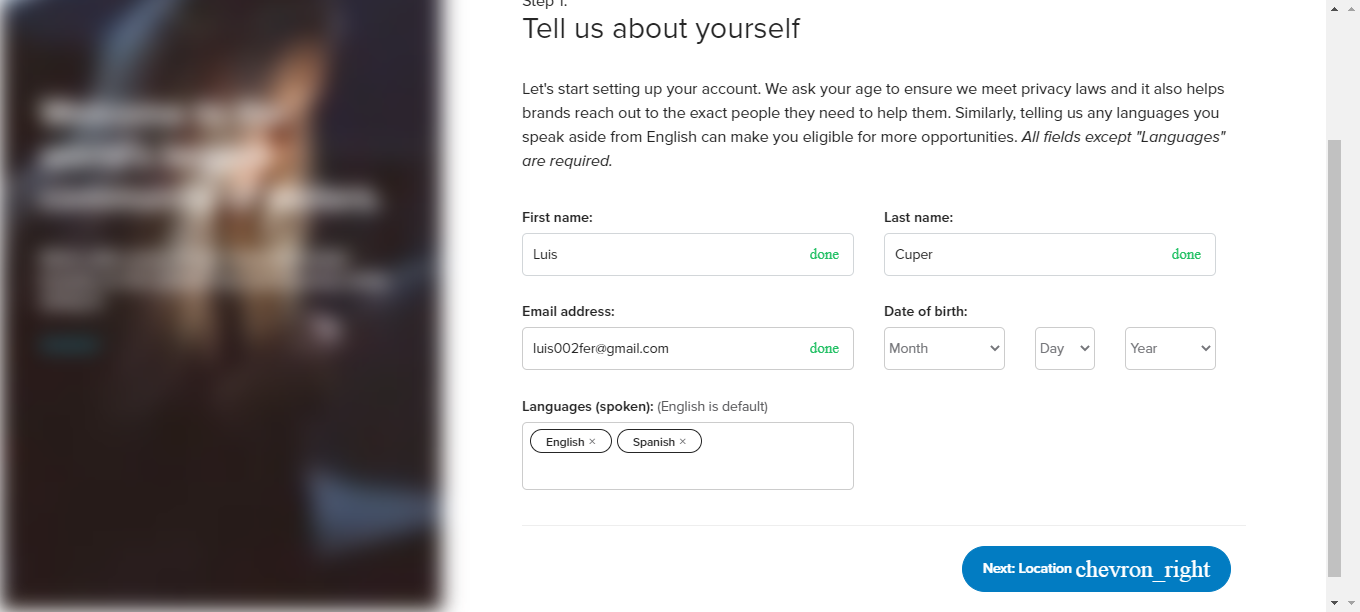 Step 1:
Tell us about yourself
Let's start setting up your account. We ask your age to ensure we meet privacy laws and it also helps
brands reach out to the exact people they need to help them. Similarly, telling us any languages you
speak aside from English can make you eligible for more opportunities. All fields except "Languages"
are required.
First name: Last name:
Luis done Cuper done
Email address: Date of birth:
luis002fer@gmail.com done Month Day Year
Languages (spoken): (English is default)
English × Spanish ×
Next: Location chevron_right